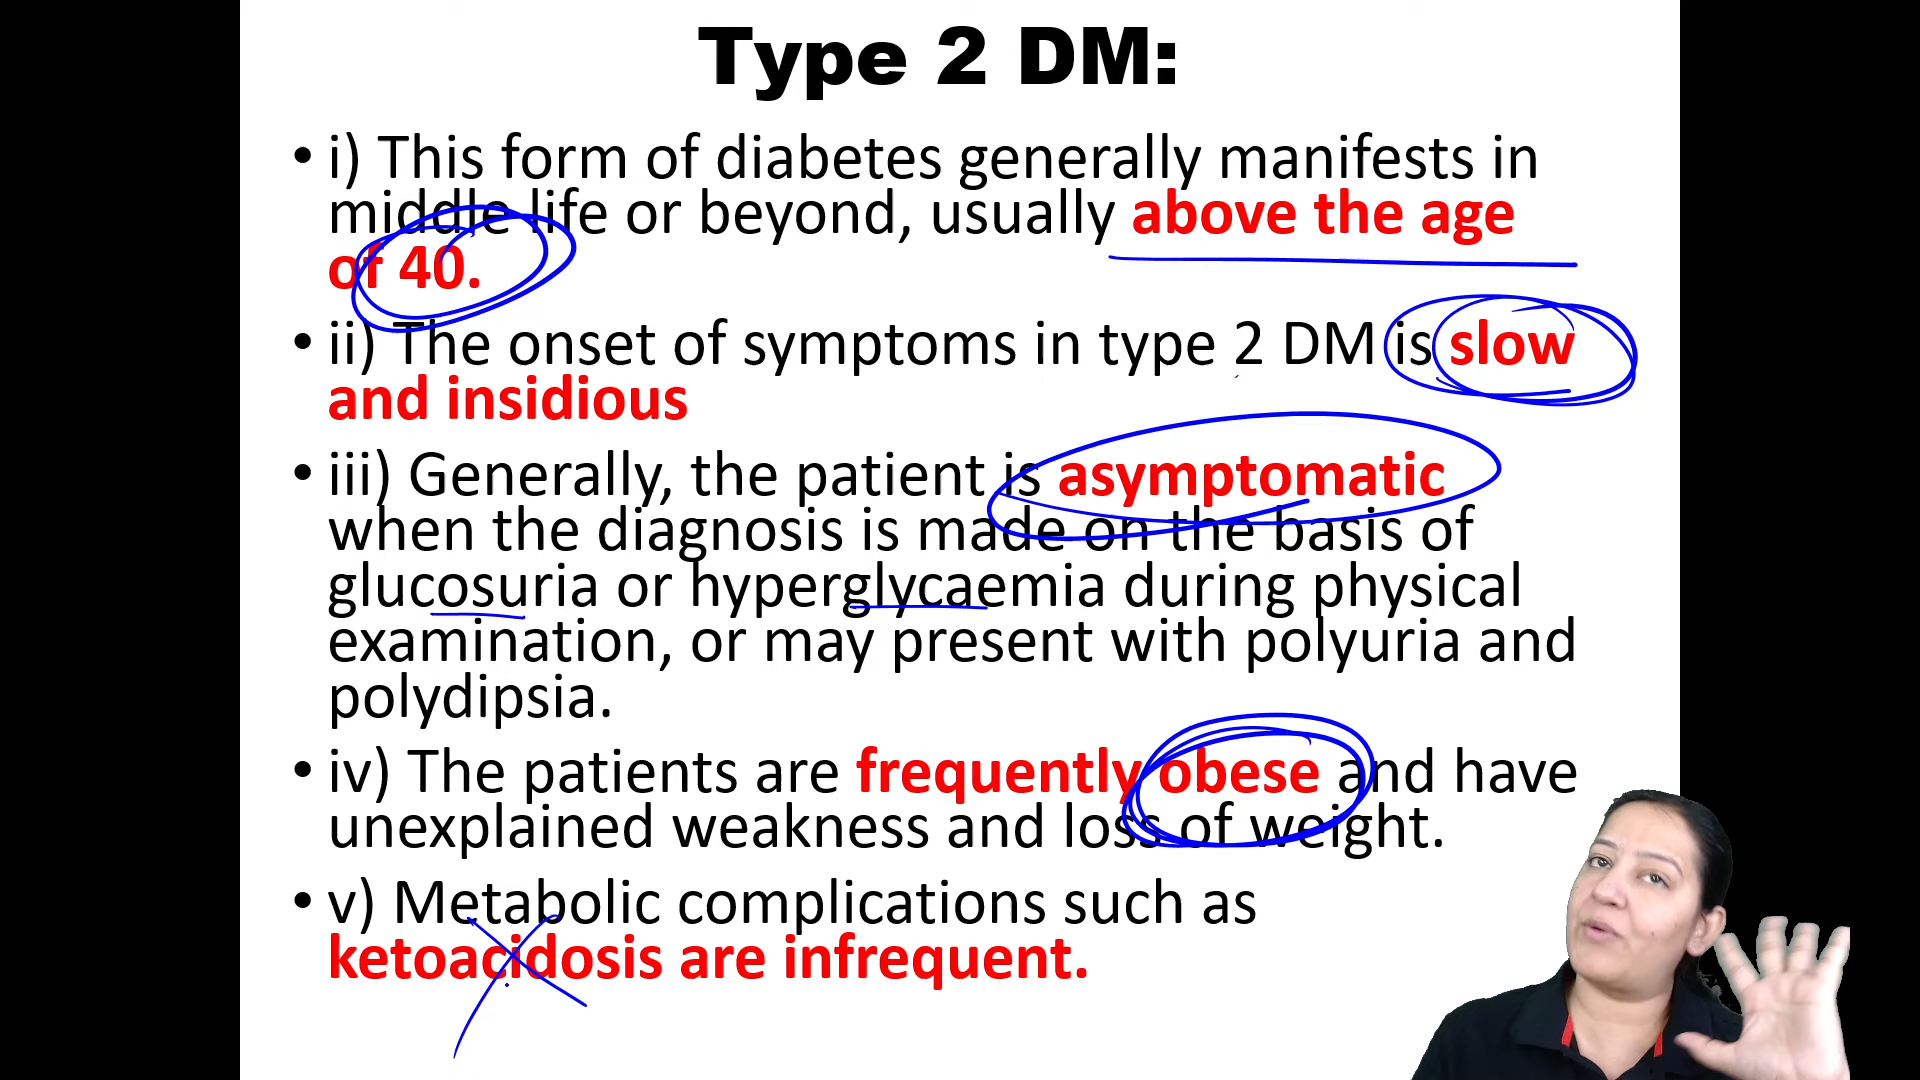 Type 2 DM:
• i) This form of diabetes generally manifests in
middle life or beyond, usually above the age
of 40.
• ii) The onset of symptoms in type 2 DM is slow
and insidious
• iii) Generally, the patient is asymptomatic
when the diagnosis is made on the basis of
glucosuria or hyperglycaemia during physical
examination, or may present with polyuria and
polydipsia.
• iv) The patients are frequently obese and have
unexplained weakness and loss of weight.
• v) Metabolic complications such as
ketoacidosis are infrequent.